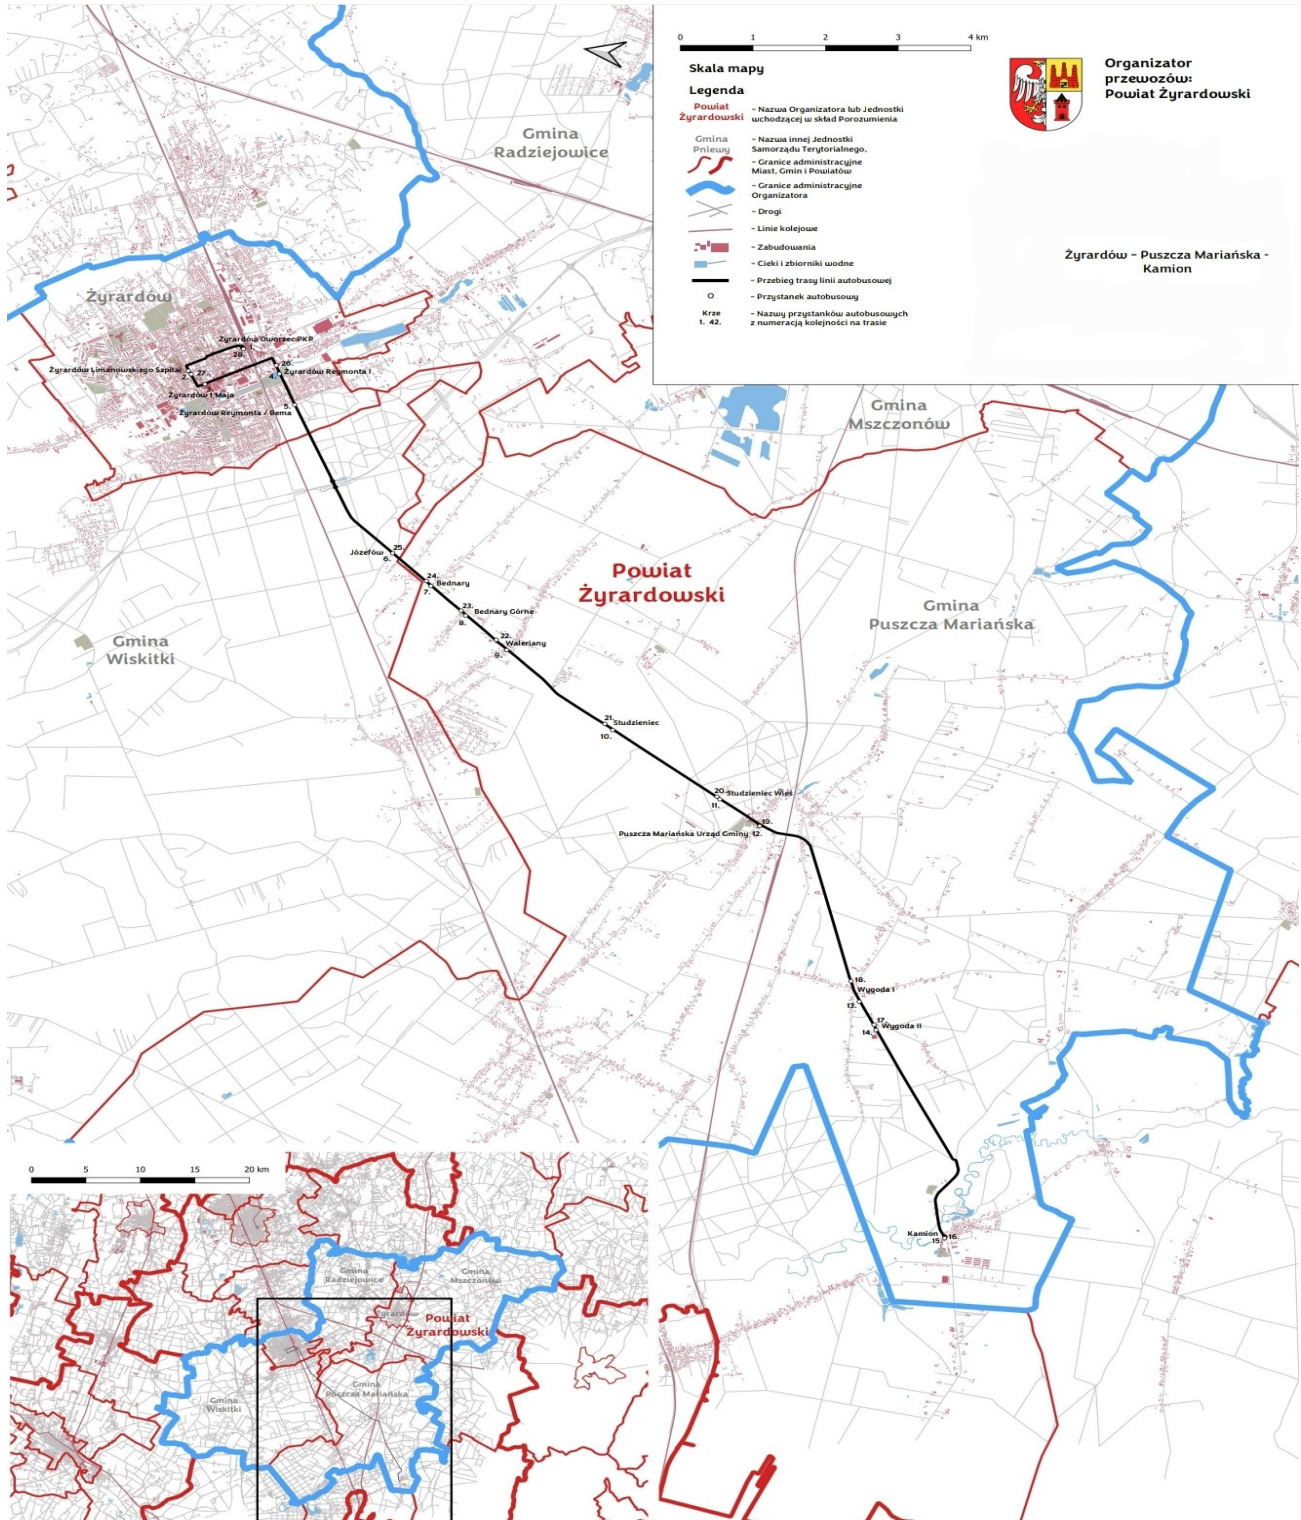 0 1 2 3 4 km
Skala mapy
Legenda
Powiat
Żyrardowski
- Nazwa Organizatora lub Jednostki
wchodzącej w skład Porozumienia
Gmina
Pniewy
- Nazwa innej Jednostki
Samorządu Terytorialnego,
- Granice administracyjne
Miast, Gmin i Powiatów
- Granice administracyjne
Organizatora
- Drogi
- Linie kolejowe
- Zabudowania
- Cieki i zbiorniki wodne
- Przebieg trasy linii autobusowej
- Przystanek autobusowy
Krze
1. 42.
- Nazwy przystanków autobusowych
z numeracją kolejności na trasie
Organizator
przewozów:
Powiat Żyrardowski
Żyrardów - Puszcza Mariańska -
Kamion
Gmina
Radziejowice
Żyrardów
Żyrardów Dworzec PKP
1.
28.
Żyrardów Limanowskiego Szpital
2.
27.
3.
Żyrardów 1 Maja
26.
4.
Żyrardów Reymonta I
Żyrardów Reymonta / Bema
5.
Gmina
Mszczonów
Józefów
25.
6.
24.
Bednary
7.
23.
Bednary Górne
8.
22.
Waleriany
9.
Powiat
Żyrardowski
Gmina
Puszcza Mariańska
Gmina
Wiskitki
21.
Studzieniec
10.
20.
Studzieniec Wieś
11.
19.
Puszcza Mariańska Urząd Gminy
12.
18.
Wygoda I
13.
17.
Wygoda II
14.
Kamion
15.
16.
0 5 10 15 20 km
Gmina
Radziejowice
Gmina
Mszczonów
Żyrardów
Powiat
Żyrardowski
Gmina
Puszcza Mariańska
Gmina
Wiskitki